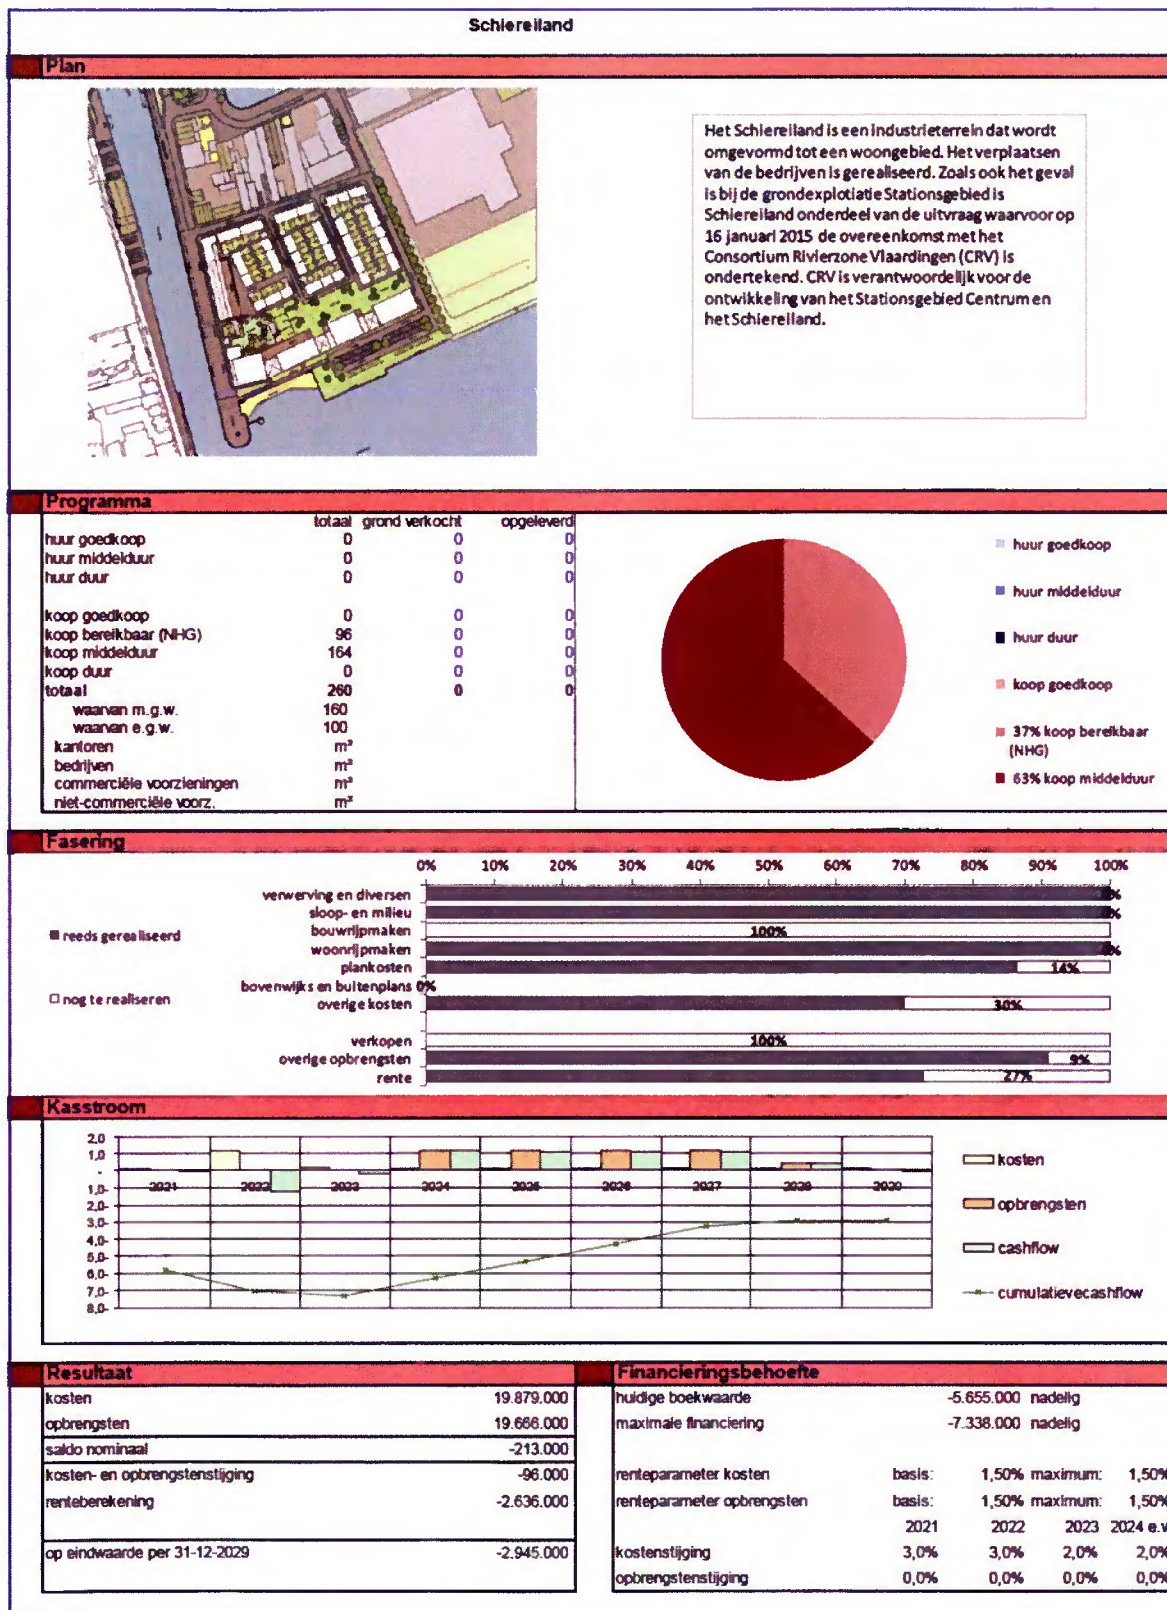 Schiereiland
Plan
Het Schiereiland is een industrieterrein dat wordt
omgevormd tot een woongebied. Het verplaatsen
van de bedrijven is gerealiseerd. Zoals ook het geval
is bij de grondexplotiatie Stationsgebied is
Schiereiland onderdeel van de uitvraag waarvoor op
16 januari 2015 de overeenkomst met het
Consortium Rivierzone Vlaardingen (CRV) is
ondertekend. CRV is verantwoordelijk voor de
ontwikkeling van het Stationsgebied Centrum en
het Schiereiland.
Programma
totaal grond verkocht opgeleverd
huur goedkoop 0 0 0
huur middelduur 0 0 0
huur duur 0 0 0
koop goedkoop 0 0 0
koop bereikbaar (NHG) 96 0 0
koop middelduur 164 0 0
koop duur 0 0 0
totaal 260 0 0
waarvan m.g.w. 160
waarvan e.g.w. 100
kantoren m²
bedrijven m²
commerciële voorzieningen m²
niet-commerciële voorz. m²
huur goedkoop
huur middelduur
huur duur
koop goedkoop
37% koop bereikbaar
(NHG)
63% koop middelduur
Fasering
0% 10% 20% 30% 40% 50% 60% 70% 80% 90% 100%
reeds gerealiseerd
nog te realiseren
verwerving en diversen
sloop- en milieu
bouwrijpmaken 100%
woonrijpmaken
plankosten 14%
bovenwijks en buitenplans 0%
overige kosten 30%
verkopen 100%
overige opbrengsten 9%
rente 27%
Kasstroom
2,0
1,0
-
1,0-
2,0-
3,0-
4,0-
5,0-
6,0-
7,0-
8,0-
2021 2022 2023 2024 2025 2026 2027 2028 2029
kosten
opbrengsten
cashflow
cumulatievecashflow
Resultaat
kosten 19.879.000
opbrengsten 19.666.000
saldo nominaal -213.000
kosten- en opbrengstenstijging -96.000
renteberekening -2.636.000
op eindwaarde per 31-12-2029 -2.945.000
Financieringsbehoefte
huidige boekwaarde -5.655.000 nadelig
maximale financiering -7.338.000 nadelig
renteparameter kosten basis: 1,50% maximum: 1,50%
renteparameter opbrengsten basis: 1,50% maximum: 1,50%
2021 2022 2023 2024 e.v
kostenstijging 3,0% 3,0% 2,0% 2,0%
opbrengstenstijging 0,0% 0,0% 0,0% 0,0%